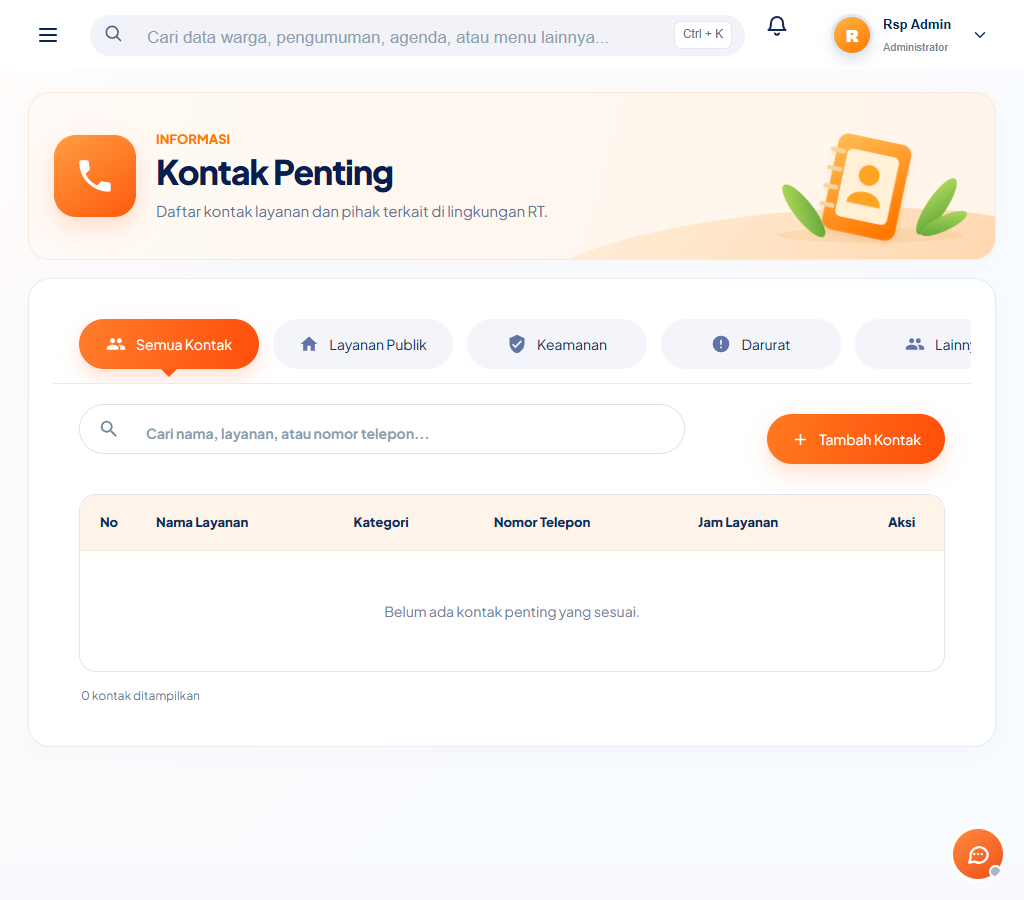 Cari data warga, pengumuman, agenda, atau menu lainnya...
Ctrl + K
R
Rsp Admin
Administrator
INFORMASI
Kontak Penting
Daftar kontak layanan dan pihak terkait di lingkungan RT.
Semua Kontak
Layanan Publik
Keamanan
Darurat
Lainny
Cari nama, layanan, atau nomor telepon...
+ Tambah Kontak
No Nama Layanan Kategori Nomor Telepon Jam Layanan Aksi
Belum ada kontak penting yang sesuai.
0 kontak ditampilkan